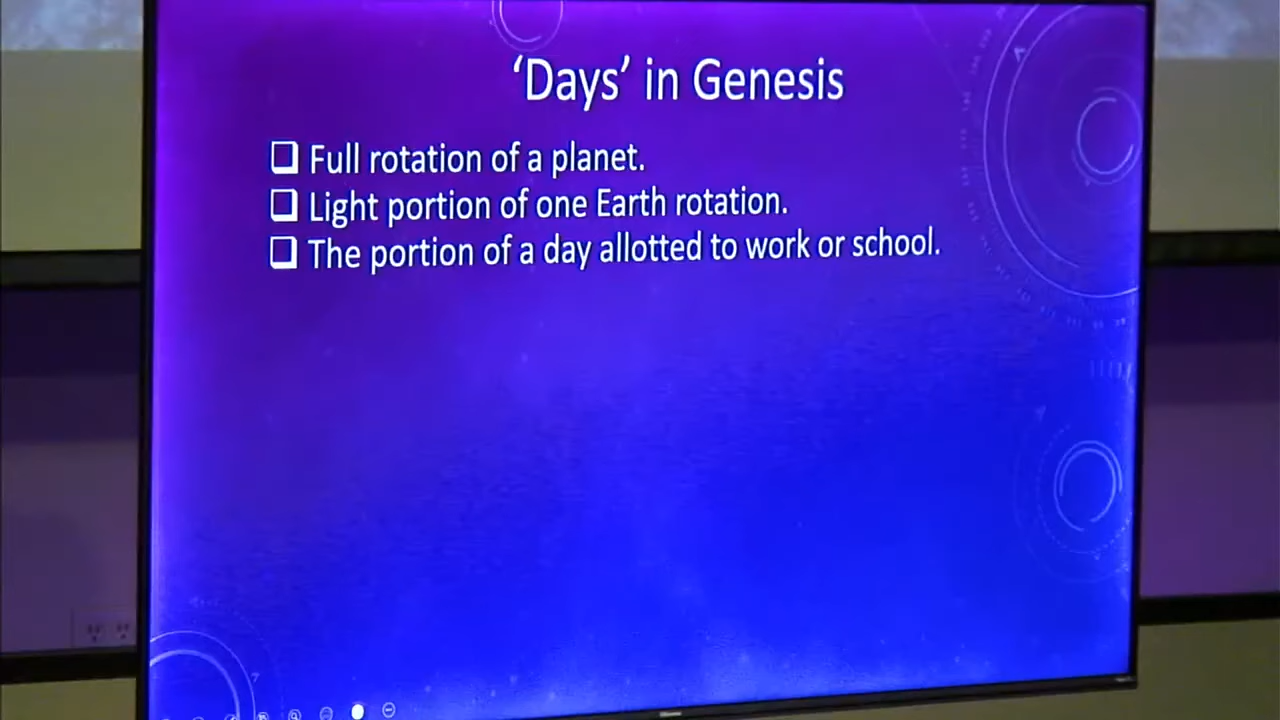 ‘Days’ in Genesis
❑ Full rotation of a planet.
❑ Light portion of one Earth rotation.
❑ The portion of a day allotted to work or school.